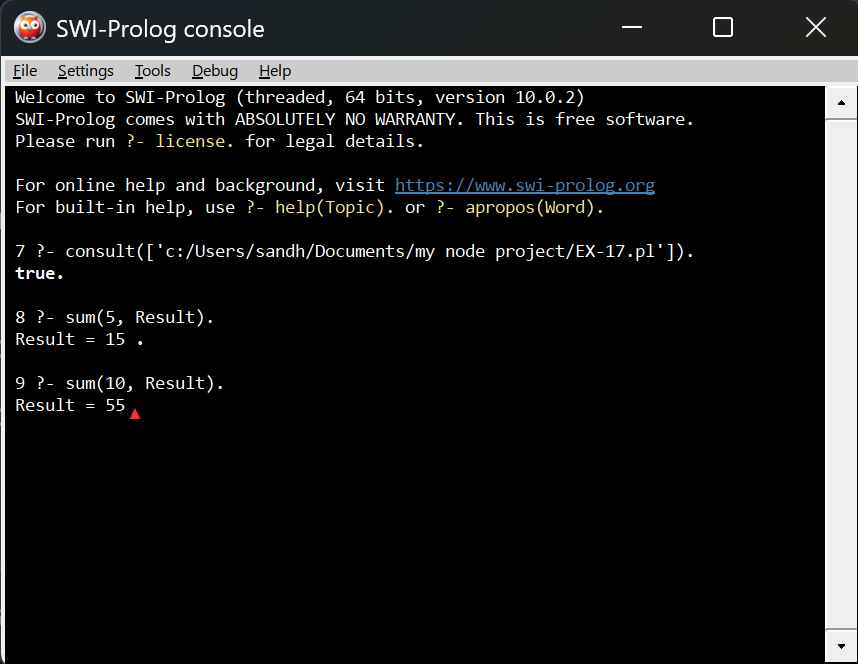 SWI-Prolog console
File Settings Tools Debug Help
Welcome to SWI-Prolog (threaded, 64 bits, version 10.0.2)
SWI-Prolog comes with ABSOLUTELY NO WARRANTY. This is free software.
Please run ?- license. for legal details.
For online help and background, visit https://www.swi-prolog.org
For built-in help, use ?- help(Topic). or ?- apropos(Word).
7 ?- consult(['c:/Users/sandh/Documents/my node project/EX-17.pl']).
true.
8 ?- sum(5, Result).
Result = 15 .
9 ?- sum(10, Result).
Result = 55